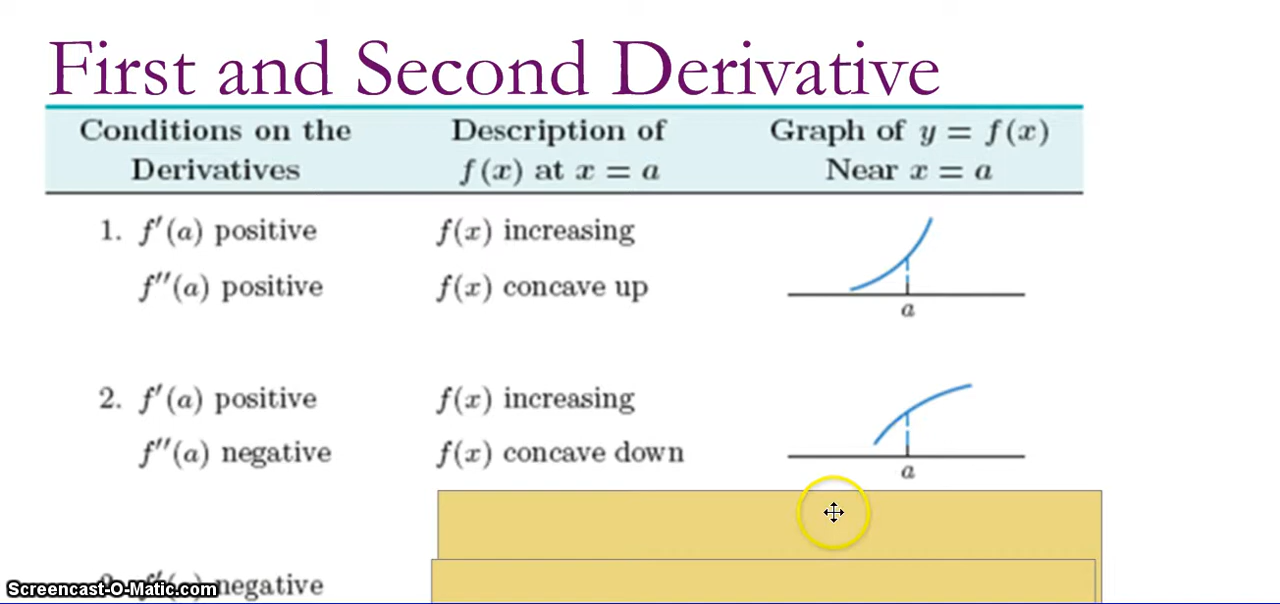 First and Second Derivative
Conditions on the Derivatives
Description of f(x) at x = a
Graph of y = f(x) Near x = a
1. f′(a) positive
f(x) increasing
f″(a) positive
f(x) concave up
a
2. f′(a) positive
f(x) increasing
f″(a) negative
f(x) concave down
a
negative
Screencast-O-Matic.com